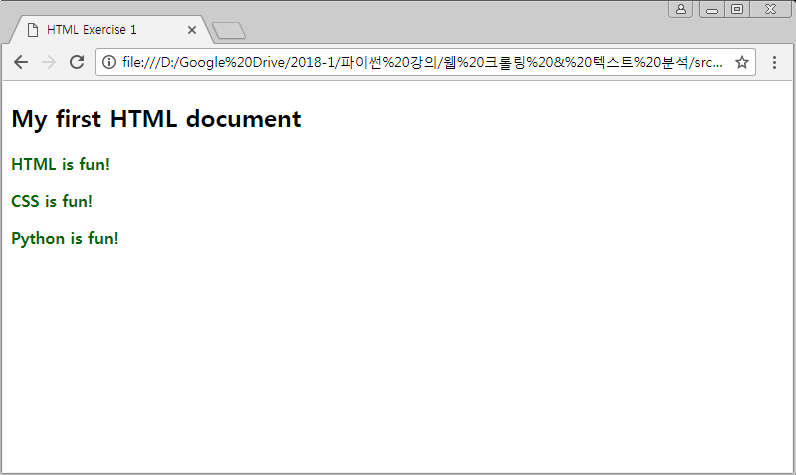 HTML Exercise 1
file:///D:/Google%20Drive/2018-1/파이썬%20강의/웹%20크롤링%20&%20텍스트%20분석/src...
My first HTML document
HTML is fun!
CSS is fun!
Python is fun!